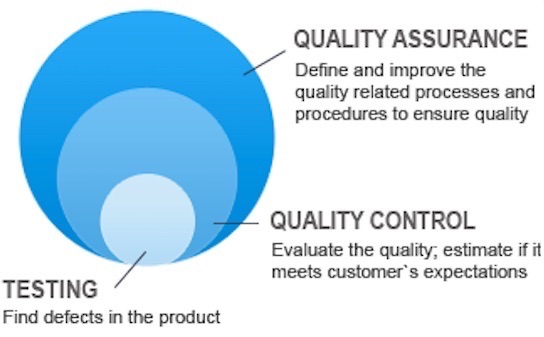 QUALITY ASSURANCE
Define and improve the
quality related processes and
procedures to ensure quality
QUALITY CONTROL
Evaluate the quality; estimate if it
meets customer`s expectations
TESTING
Find defects in the product